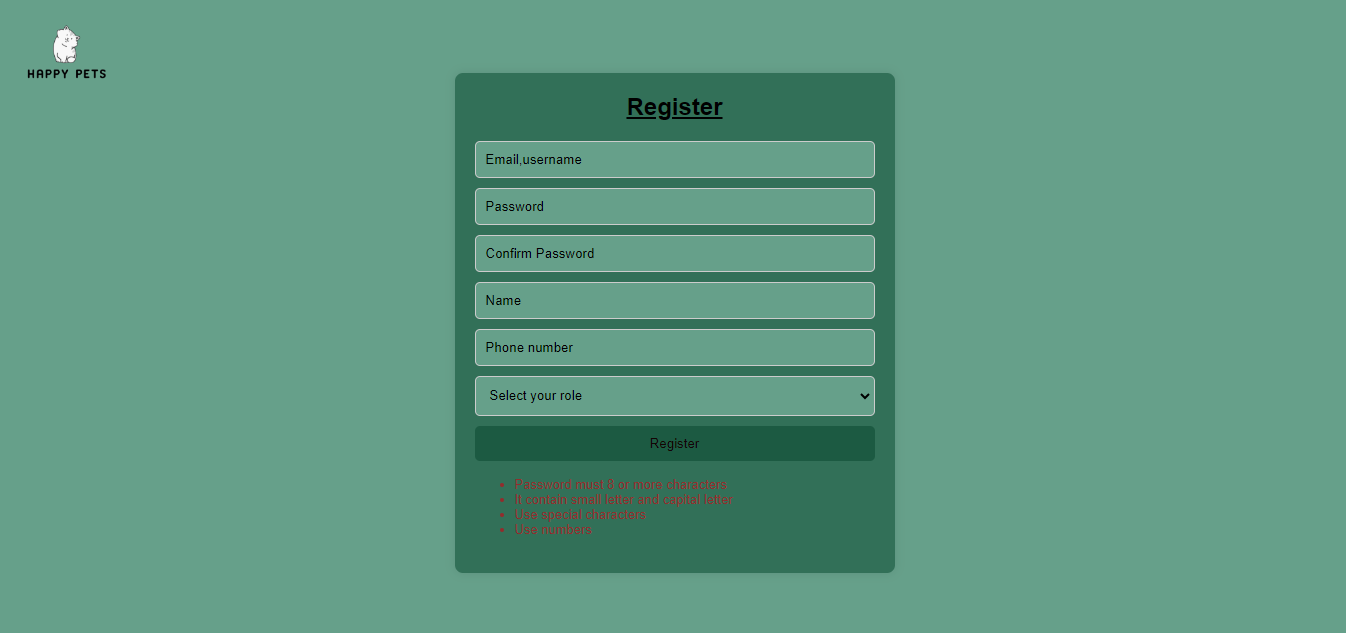 HAPPY PETS
Register
Email,username
Password
Confirm Password
Name
Phone number
Select your role
Register
Password must 8 or more characters
It contain small letter and capital letter
Use special characters
Use numbers